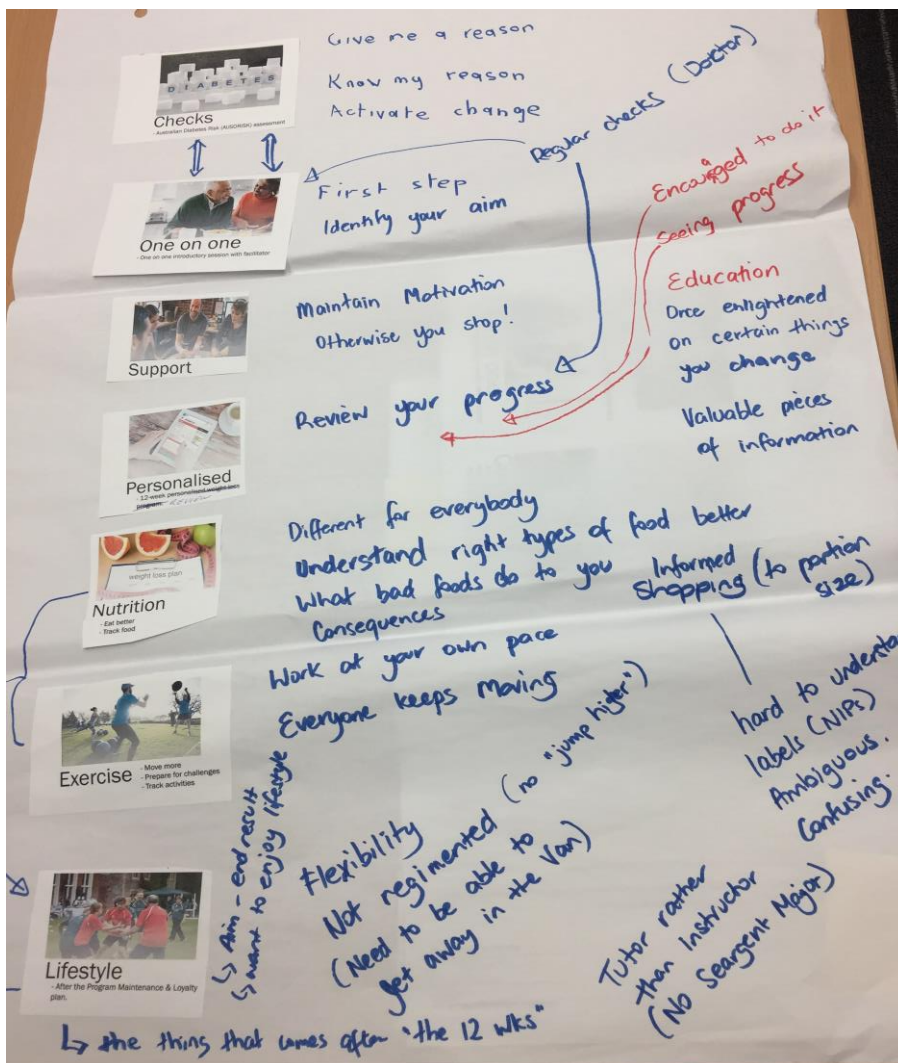 Give me a reason
Know my reason
Activate change
DIABETES
Checks
- Australian Diabetes Risk (AUSDRISK) assessment
Regular checks (Doctor)
First step
Identify your aim
One on one
- One on one introductory session with facilitator
Encouraged to do it
Seeing progress
Education
Once enlightened
on certain things
you change
Valuable pieces
of information
Maintain Motivation
Otherwise you stop!
Support
Review your progress
Personalised
- 12-week personalised weight loss
program. Review
Different for everybody
Understand right types of food better
What bad foods do to you
Consequences
Informed
Shopping (to portion
size)
weight loss plan
Nutrition
- Eat better
- Track food
Work at your own pace
Everyone keeps moving
Exercise
- Move more
- Prepare for challenges
- Track activities
hard to understa
labels (NIPs)
Ambiguous.
Confusing.
Aim - end result
want to enjoy lifestyle
Flexibility
Not regimented (no "jump higher")
(Need to be able to
get away in the Van)
Tutor rather
than Instructor
(No Seargent Major)
Lifestyle
- After the Program Maintenance & Loyalty
plan.
the thing that comes after "the 12 wks"